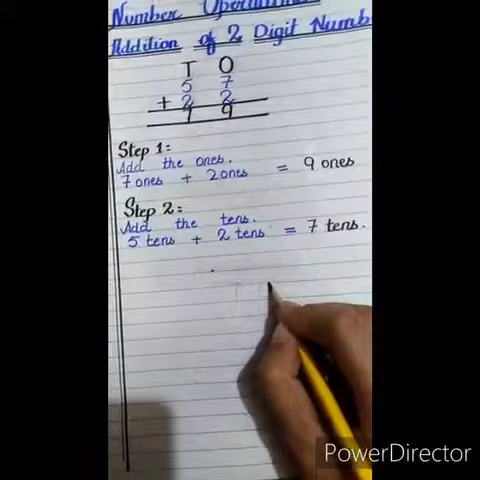 Number Operations
Addition of 2 Digit Numb
T O
5 7
+ 2 2
7 9
Step 1:
Add the ones.
7 ones + 2 ones = 9 ones
Step 2:
Add the tens.
5 tens + 2 tens = 7 tens.
PowerDirector